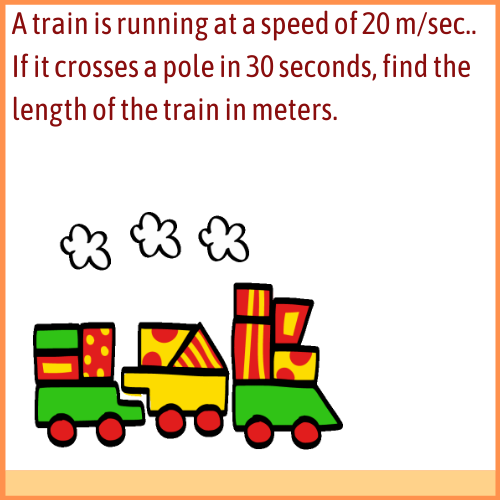 A train is running at a speed of 20 m/sec..
If it crosses a pole in 30 seconds, find the
length of the train in meters.